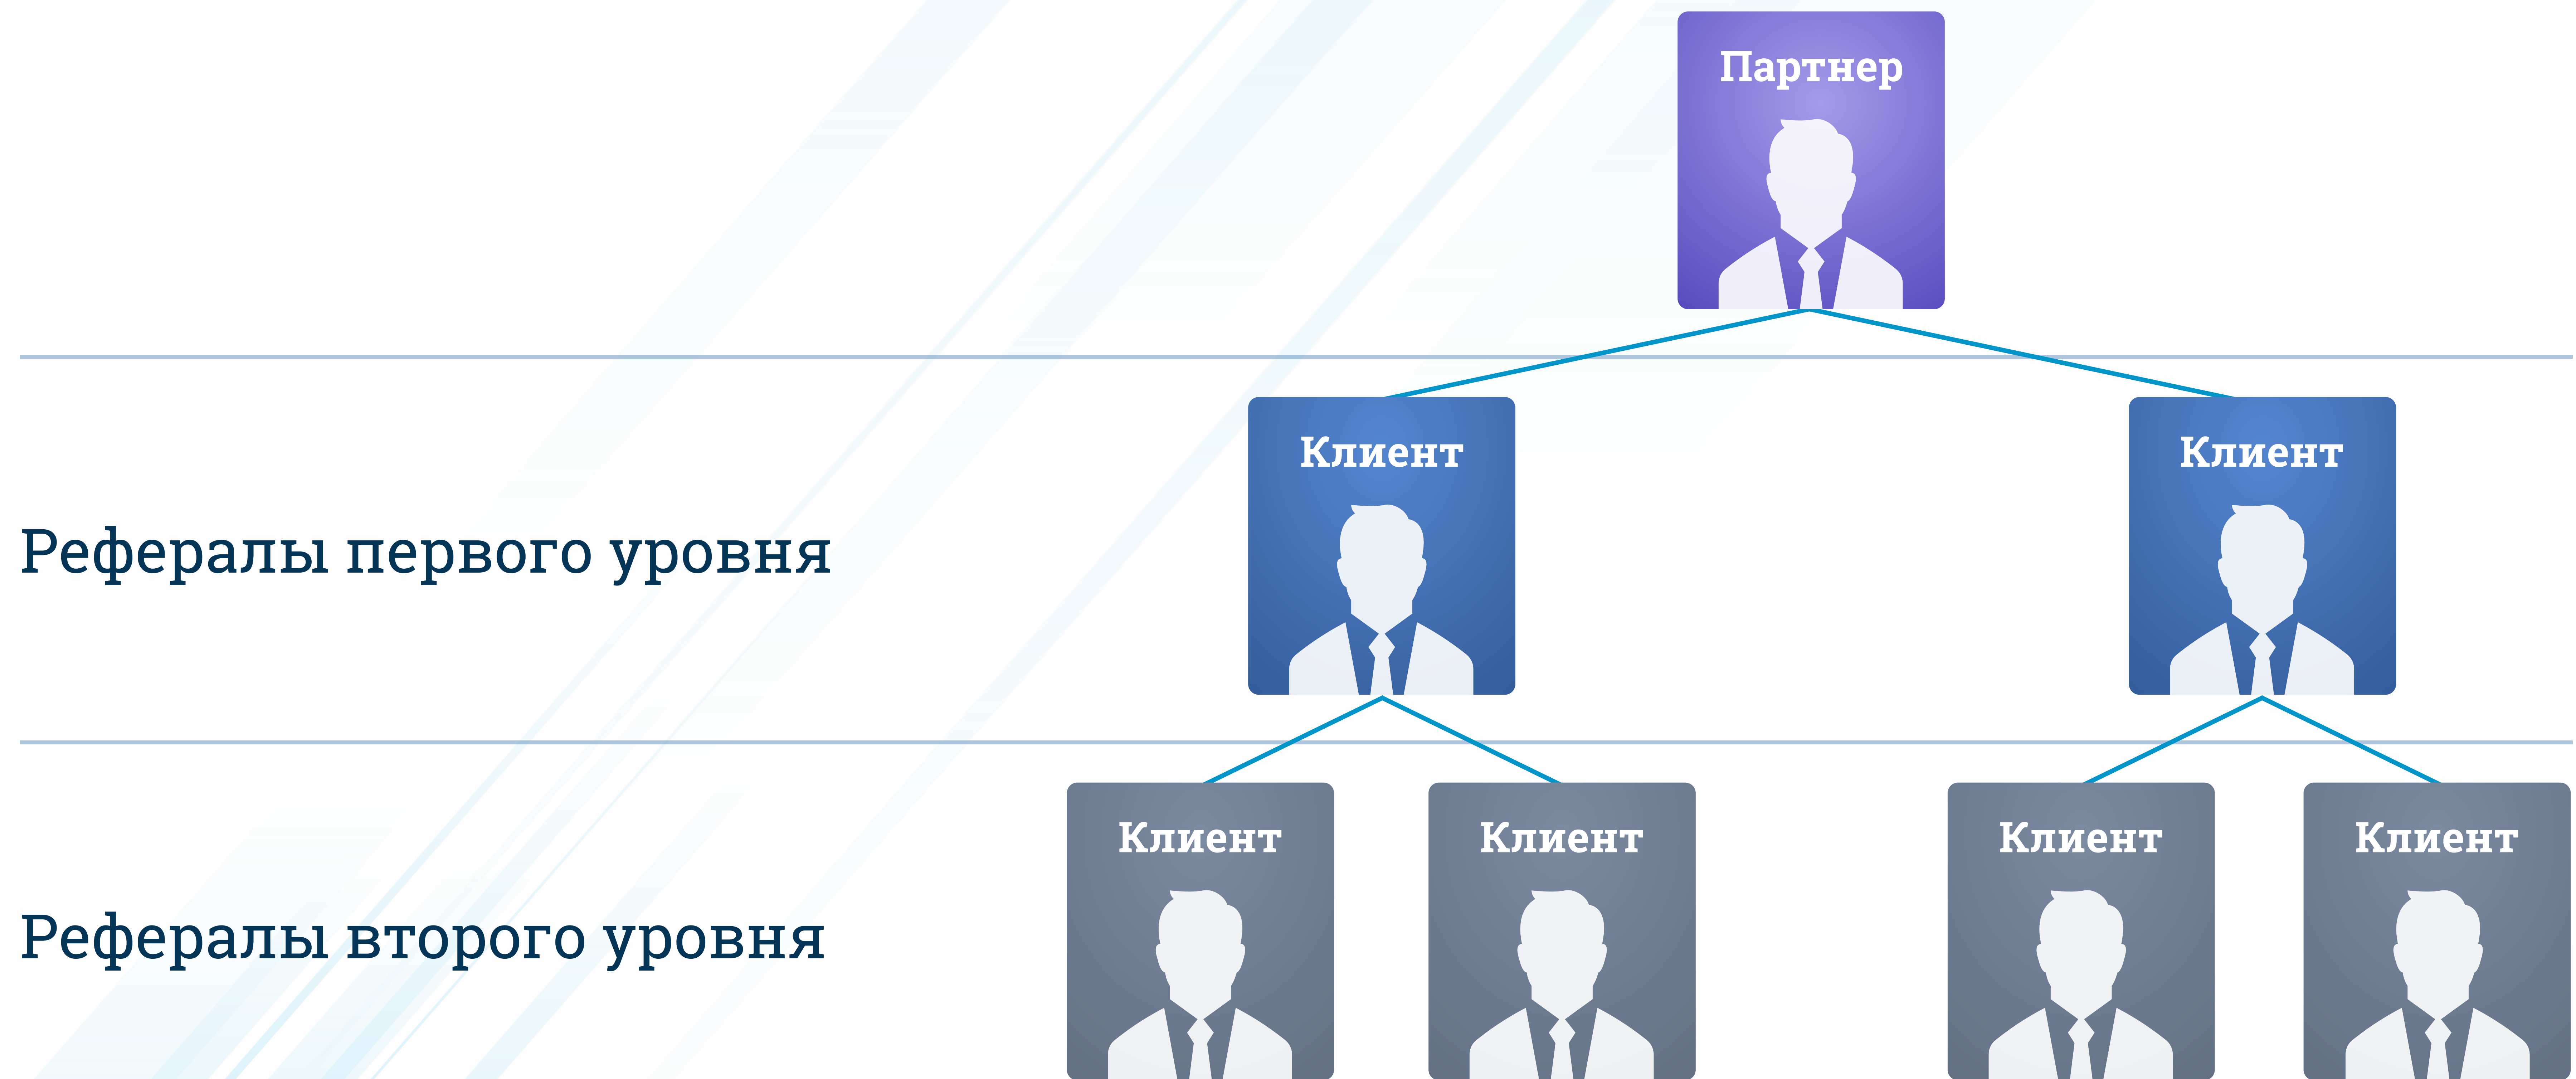 Партнер
Клиент
Клиент
Рефералы первого уровня
Клиент
Клиент
Клиент
Клиент
Рефералы второго уровня